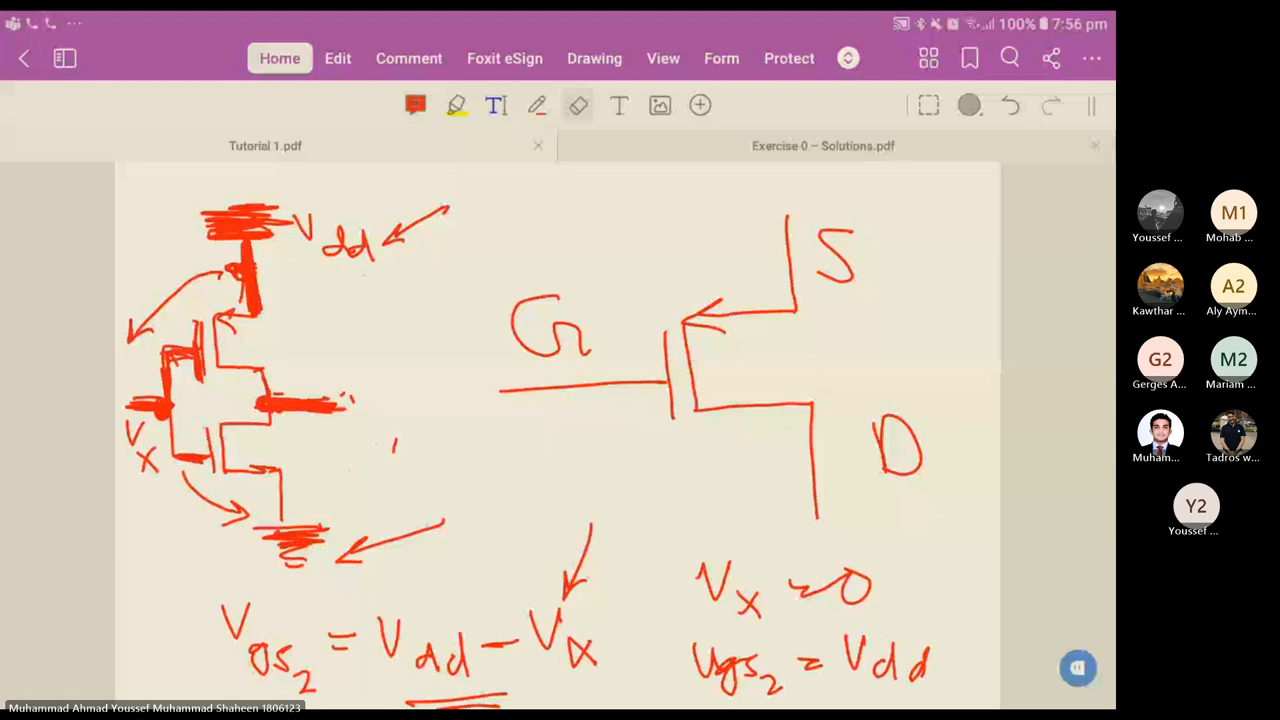 100% 7:56 pm
Home Edit Comment Foxit eSign Drawing View Form Protect
Tutorial 1.pdf
Exercise 0 – Solutions.pdf
Vdd
S
G
Vx
D
Vgs2 = Vdd - Vx
Vx = 0
Vgs2 = Vdd
Youssef ...
M1
Mohab ...
Kawthar ...
A2
Aly Aym...
G2
Gerges A...
M2
Mariam ...
Muham...
Tadros w...
Y2
Youssef ...
Muhammad Ahmad Youssef Muhammad Shaheen 1806123